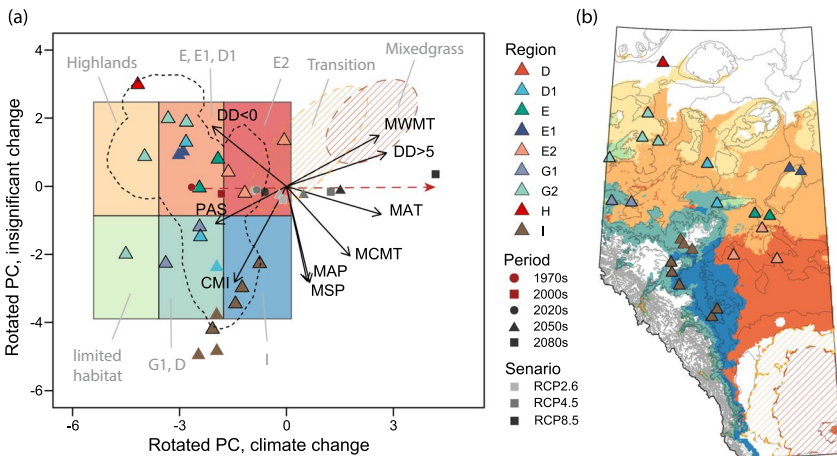 (a)
(b)
Highlands
E, E1, D1
E2
Transition
Mixedgrass
DD<0
MWMT
DD>5
MAT
MCMT
MAP
MSP
PAS
CMI
limited
habitat
G1, D
I
4
2
0
-2
-4
-6
-6
-3
0
3
Rotated PC, insignificant change
Rotated PC, climate change
Region
D
D1
E
E1
E2
G1
G2
H
I
Period
1970s
2000s
2020s
2050s
2080s
Senario
RCP2.6
RCP4.5
RCP8.5